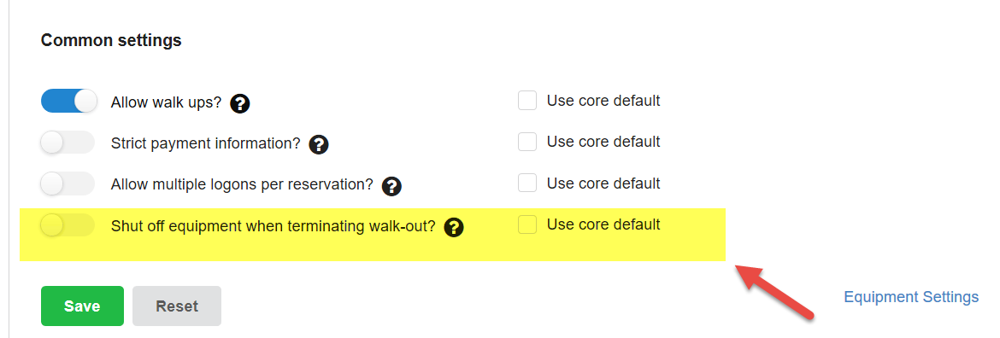 Common settings
Allow walk ups? ? Use core default
Strict payment information? ? Use core default
Allow multiple logons per reservation? ? Use core default
Shut off equipment when terminating walk-out? ? Use core default
Save Reset Equipment Settings